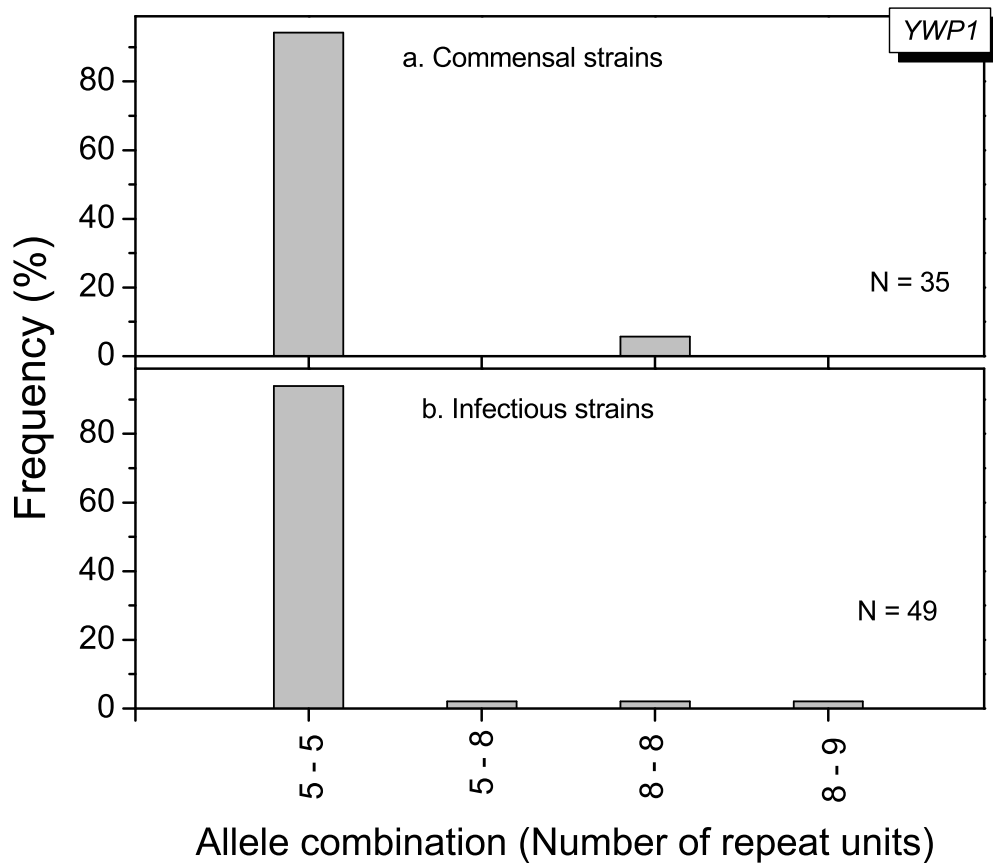 YWP1
a. Commensal strains
80
60
40
20
0
N = 35
b. Infectious strains
80
60
40
20
0
N = 49
Frequency (%)
5 - 5
5 - 8
8 - 8
8 - 9
Allele combination (Number of repeat units)